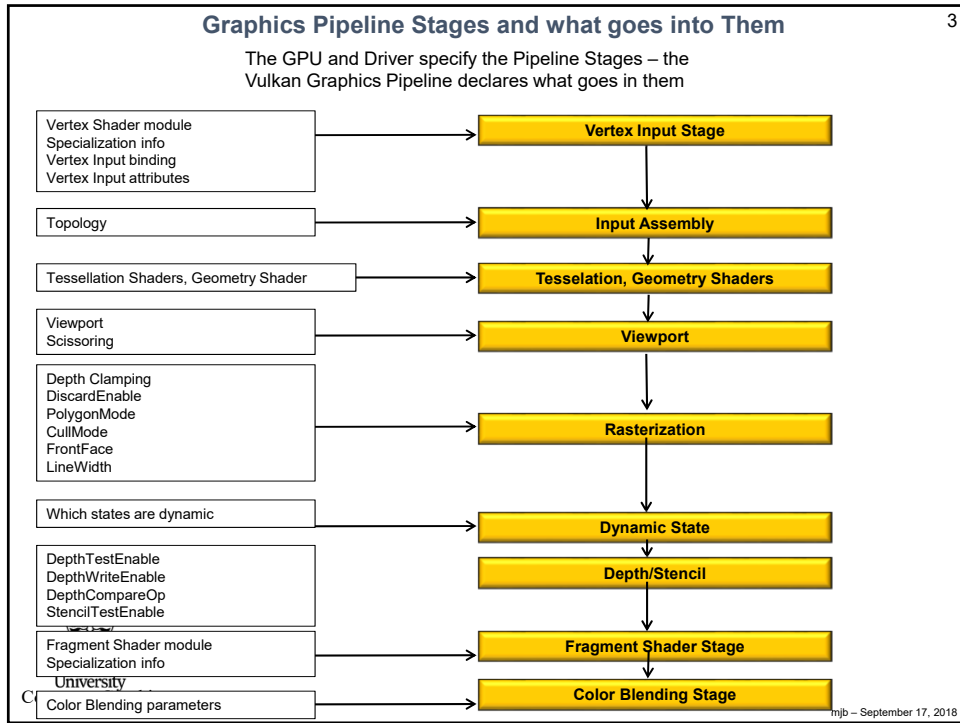 Graphics Pipeline Stages and what goes into Them
3
The GPU and Driver specify the Pipeline Stages – the
Vulkan Graphics Pipeline declares what goes in them
Vertex Shader module
Specialization info
Vertex Input binding
Vertex Input attributes
Vertex Input Stage
Topology
Input Assembly
Tessellation Shaders, Geometry Shader
Tesselation, Geometry Shaders
Viewport
Scissoring
Viewport
Depth Clamping
DiscardEnable
PolygonMode
CullMode
FrontFace
LineWidth
Rasterization
Which states are dynamic
Dynamic State
DepthTestEnable
DepthWriteEnable
DepthCompareOp
StencilTestEnable
Depth/Stencil
Fragment Shader module
Specialization info
Fragment Shader Stage
University
Color Blending parameters
Color Blending Stage
mjb – September 17, 2018